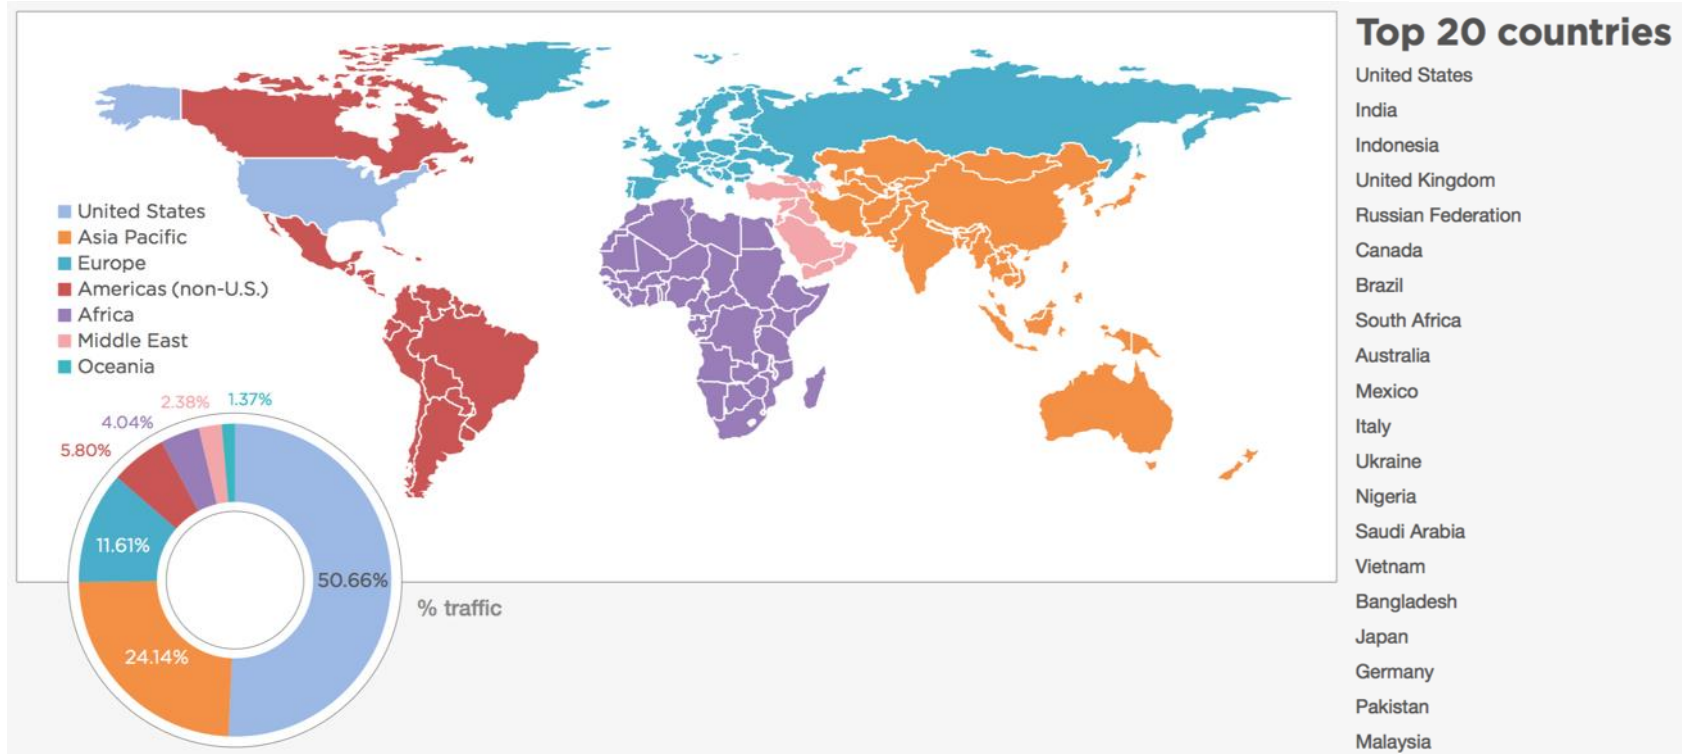 United States
Asia Pacific
Europe
Americas (non-U.S.)
Africa
Middle East
Oceania
2.38%
1.37%
4.04%
5.80%
11.61%
50.66%
24.14%
% traffic
Top 20 countries
United States
India
Indonesia
United Kingdom
Russian Federation
Canada
Brazil
South Africa
Australia
Mexico
Italy
Ukraine
Nigeria
Saudi Arabia
Vietnam
Bangladesh
Japan
Germany
Pakistan
Malaysia